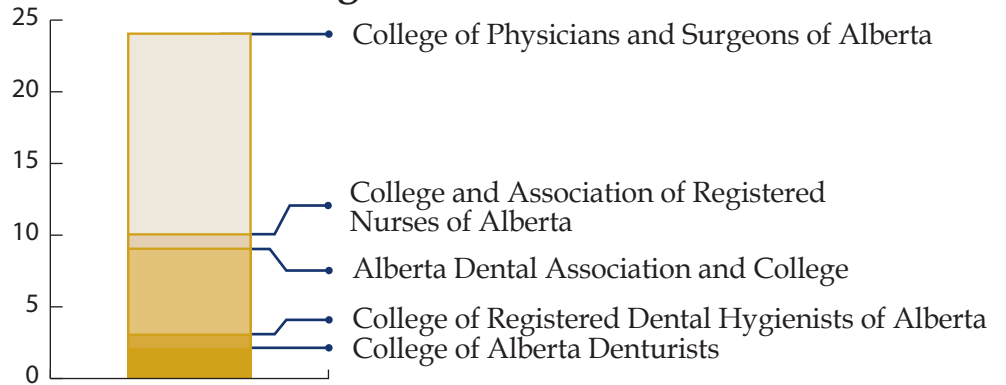 25
College of Physicians and Surgeons of Alberta
20
15
College and Association of Registered
Nurses of Alberta
10
Alberta Dental Association and College
5
College of Registered Dental Hygienists of Alberta
College of Alberta Denturists
0